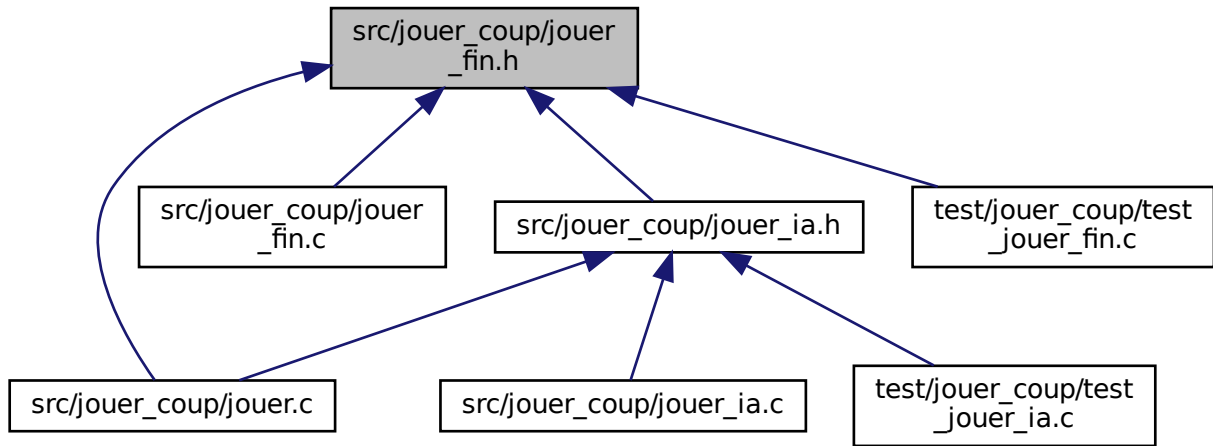 src/jouer_coup/jouer
_fin.h
src/jouer_coup/jouer
_fin.c
src/jouer_coup/jouer_ia.h
test/jouer_coup/test
_jouer_fin.c
src/jouer_coup/jouer.c
src/jouer_coup/jouer_ia.c
test/jouer_coup/test
_jouer_ia.c